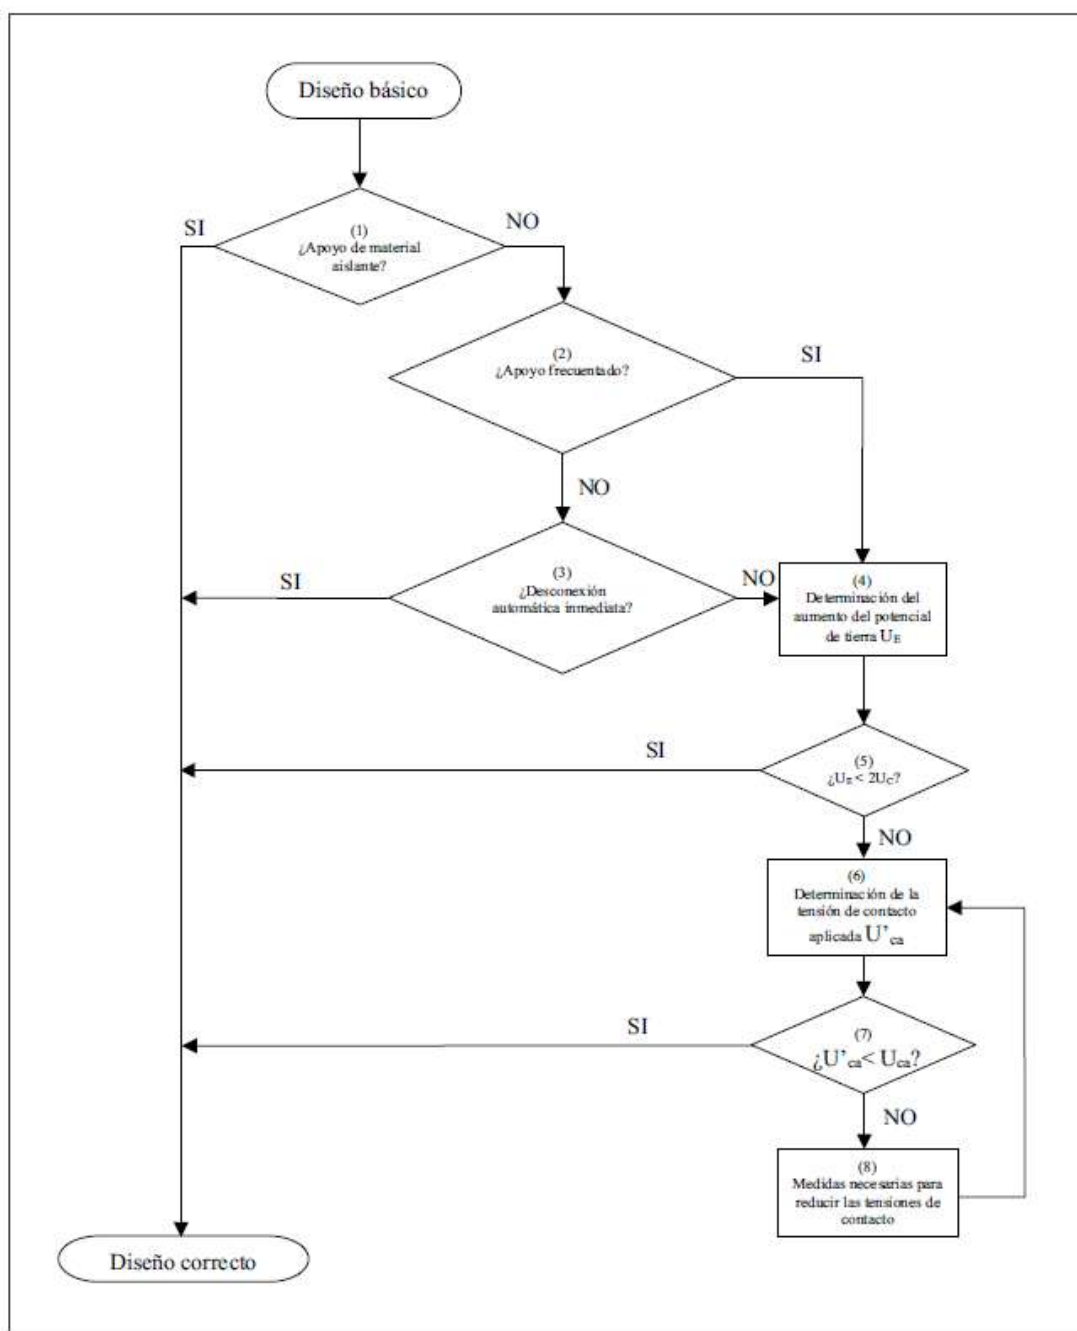 Diseño básico
SI
NO
(1)
¿Apoyo de material
aislante?
(2)
¿Apoyo frecuentado?
SI
NO
SI
(3)
¿Desconexión
automática inmediata?
NO
(4)
Determinación del
aumento del potencial
de tierra UE
SI
(5)
¿UE < 2UC?
NO
(6)
Determinación de la
tensión de contacto
aplicada U'ca
SI
(7)
¿U'ca < Uca?
NO
(8)
Medidas necesarias para
reducir las tensiones de
contacto
Diseño correcto